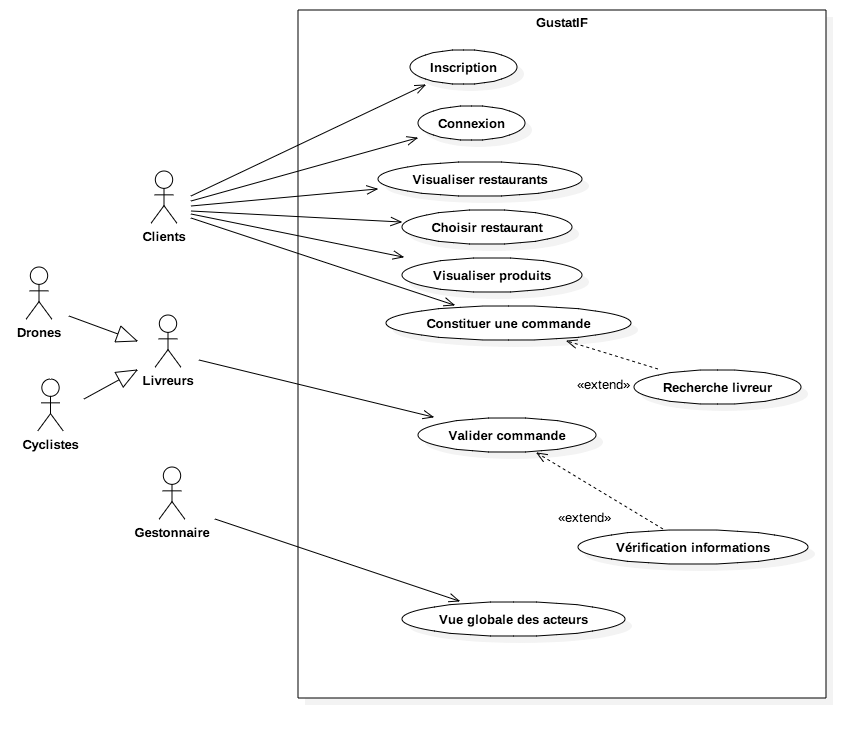 GustatIF
Inscription
Connexion
Visualiser restaurants
Clients
Choisir restaurant
Visualiser produits
Drones
Constituer une commande
Livreurs
«extend»
Recherche livreur
Cyclistes
Valider commande
Gestonnaire
«extend»
Vérification informations
Vue globale des acteurs